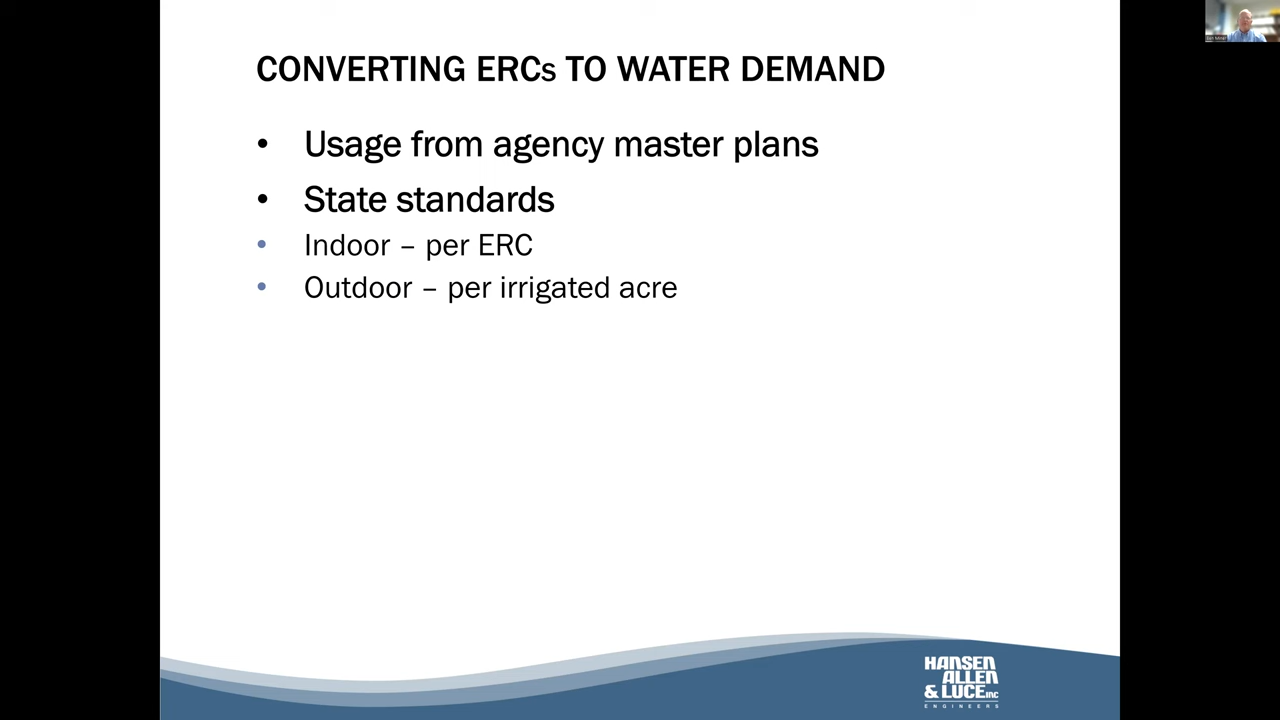 CONVERTING ERCs TO WATER DEMAND
• Usage from agency master plans
• State standards
• Indoor – per ERC
• Outdoor – per irrigated acre
HANSEN
ALLEN
& LUCE INC
ENGINEERS